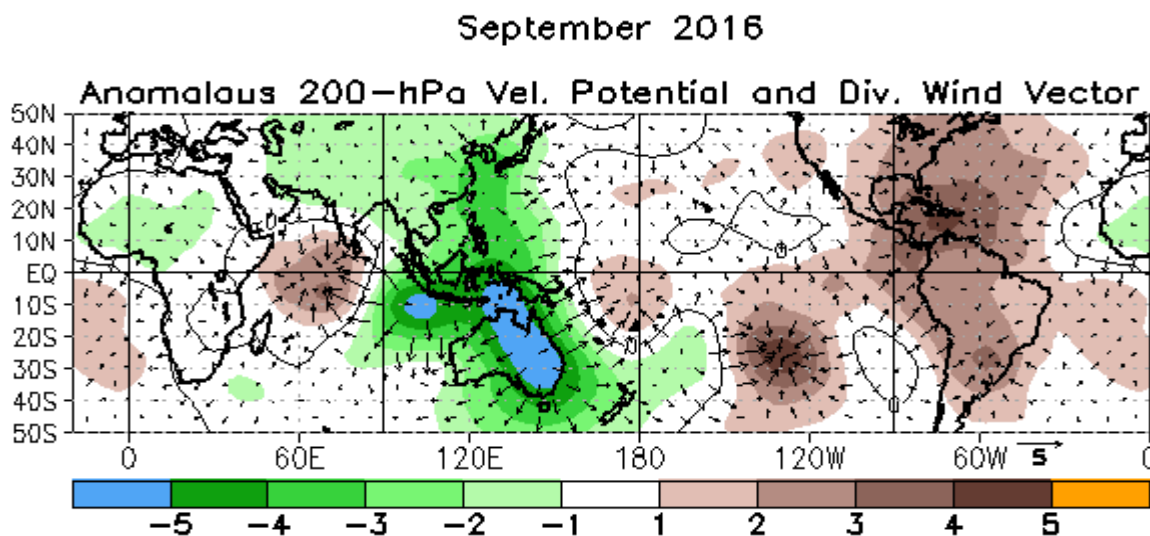 September 2016
Anamalaus 200-hPa Vel. Potential and Div. Wind Vector
50N
40N
30N
20N
10N
EQ
10S
20S
30S
40S
50S
0 60E 120E 180 120W 60W 5 0
-5 -4 -3 -2 -1 1 2 3 4 5